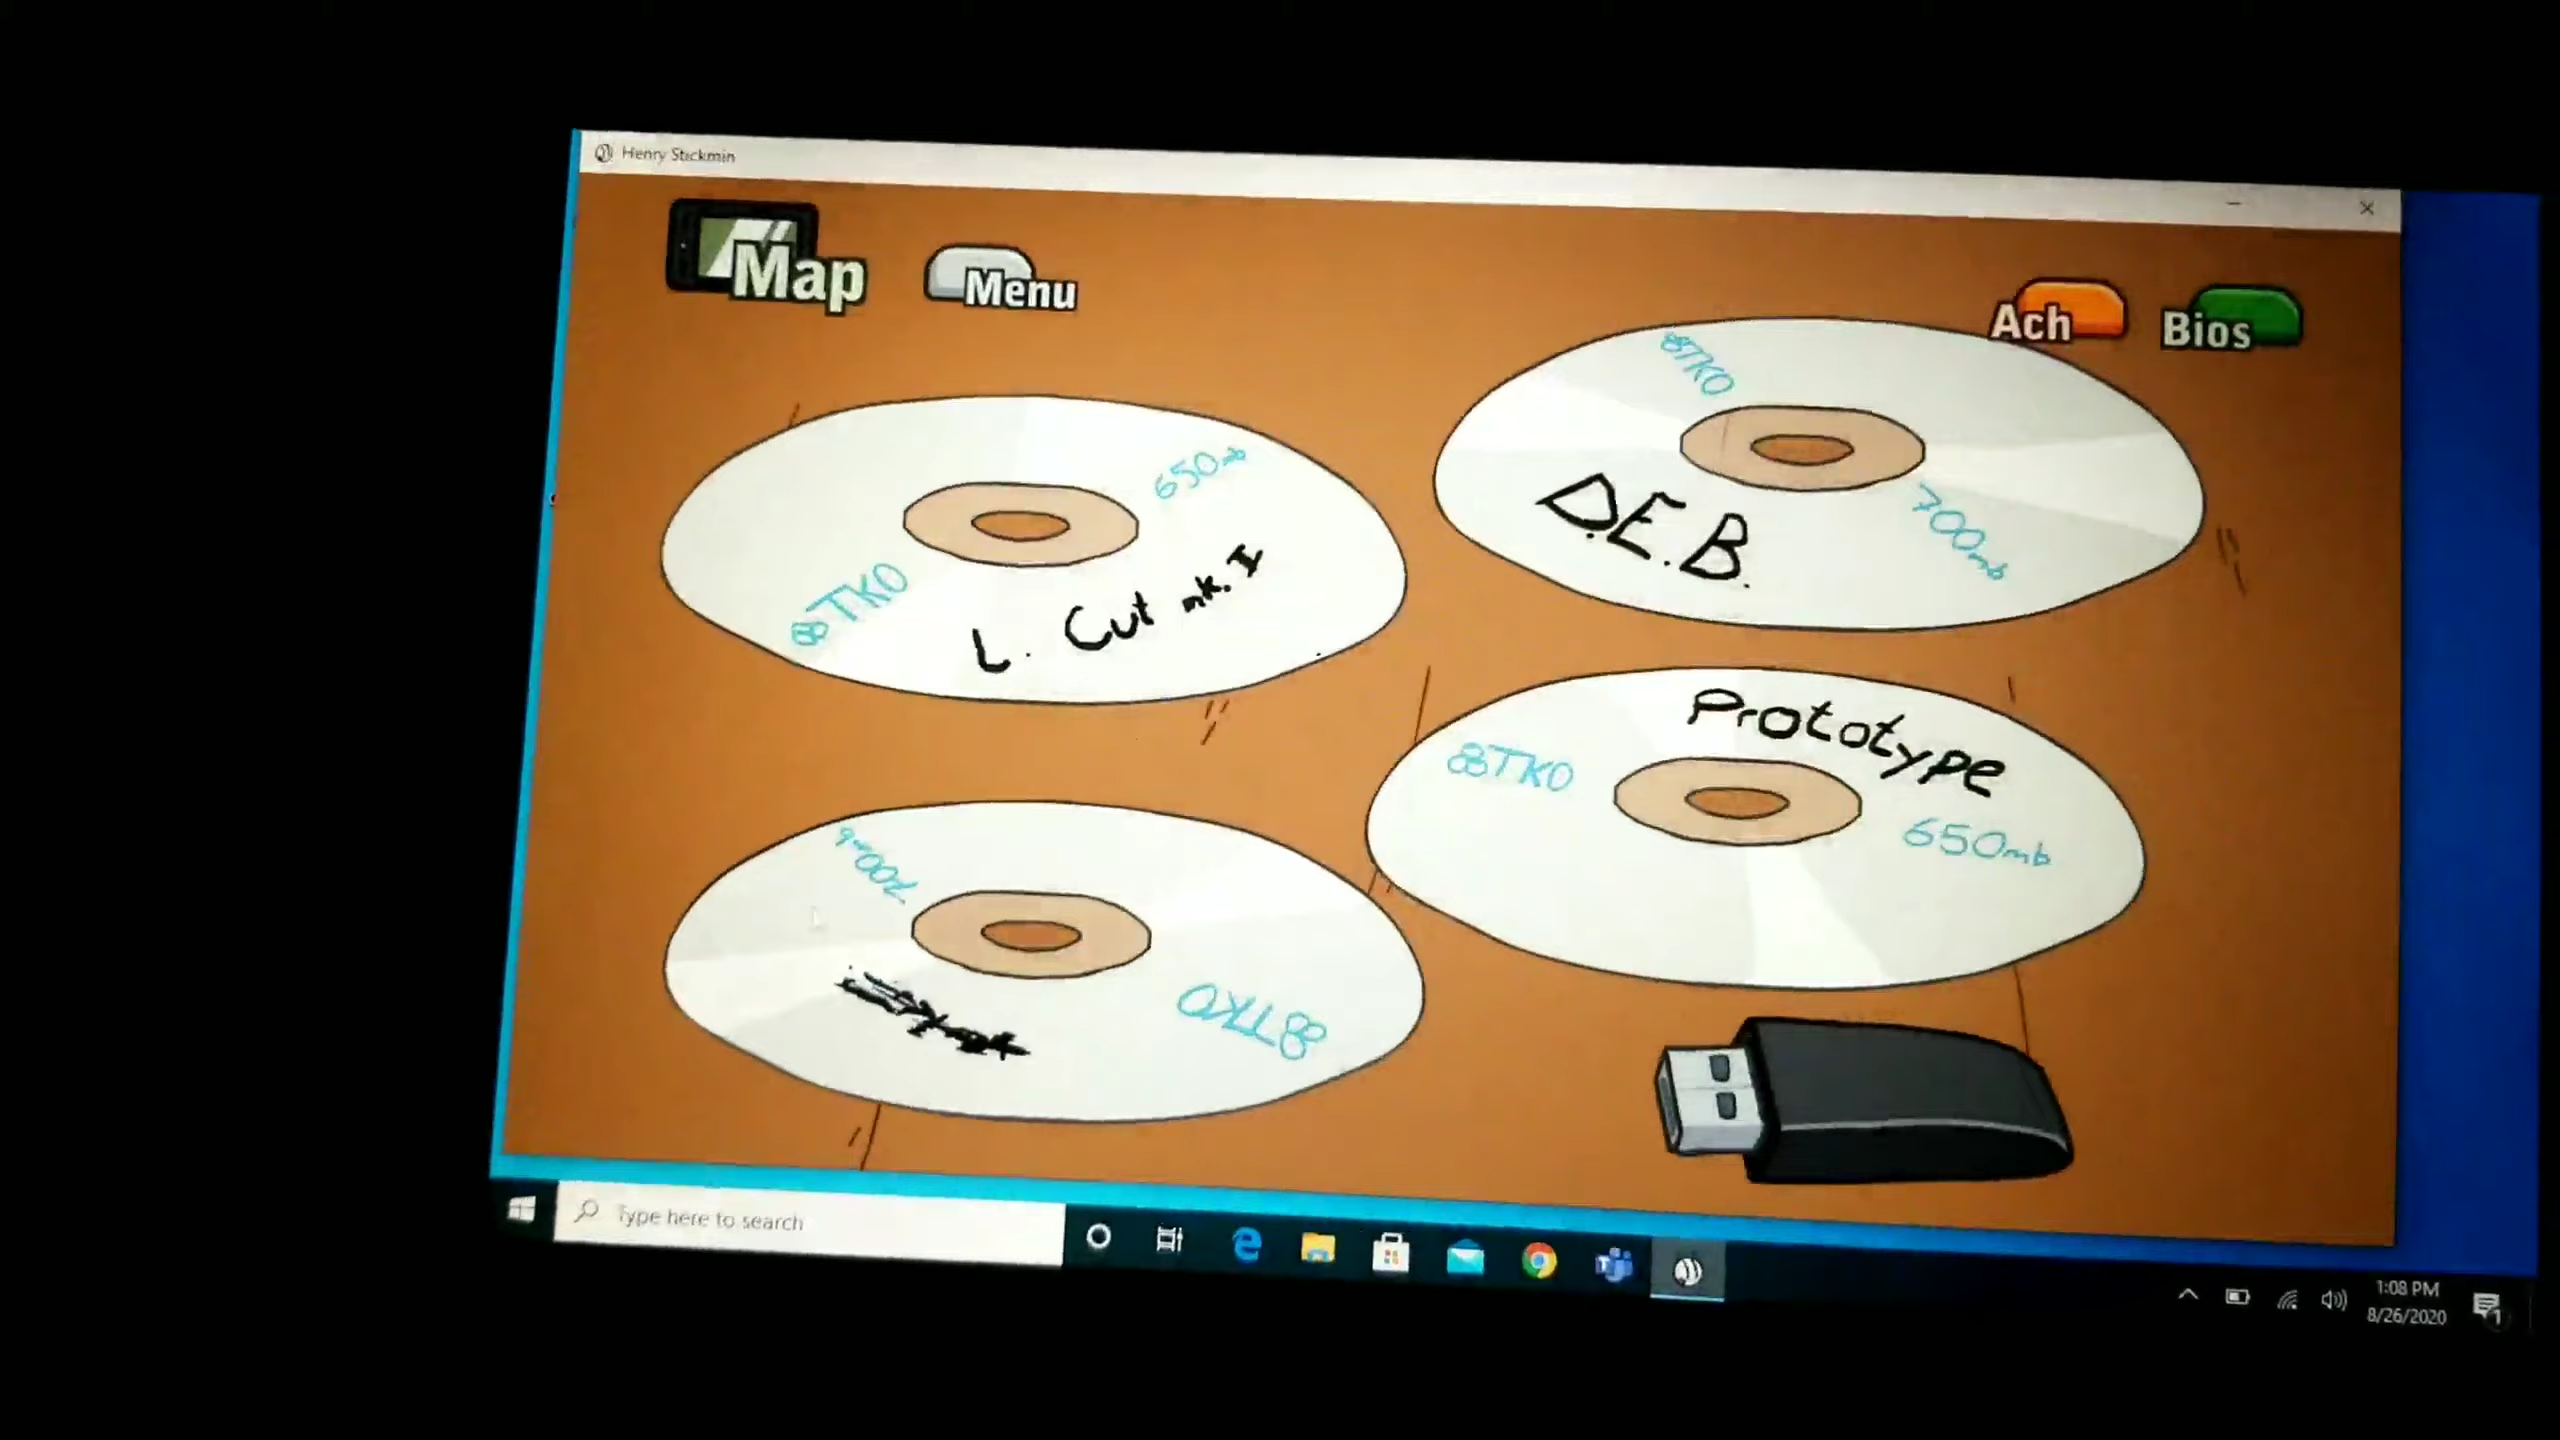 Henry Stickmin
Map
Menu
Ach
Bios
8TKO
650mb
L. Cut mk. I
8TKO
D.E.B.
700mb
Prototype
8TKO
650mb
700mb
8TKO
Type here to search
1:08 PM
8/26/2020
1